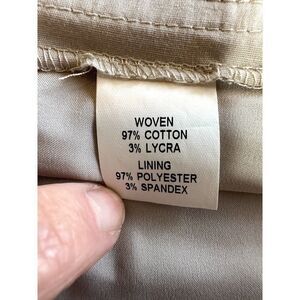 WOVEN
97% COTTON
3% LYCRA
LINING
97% POLYESTER
3% SPANDEX